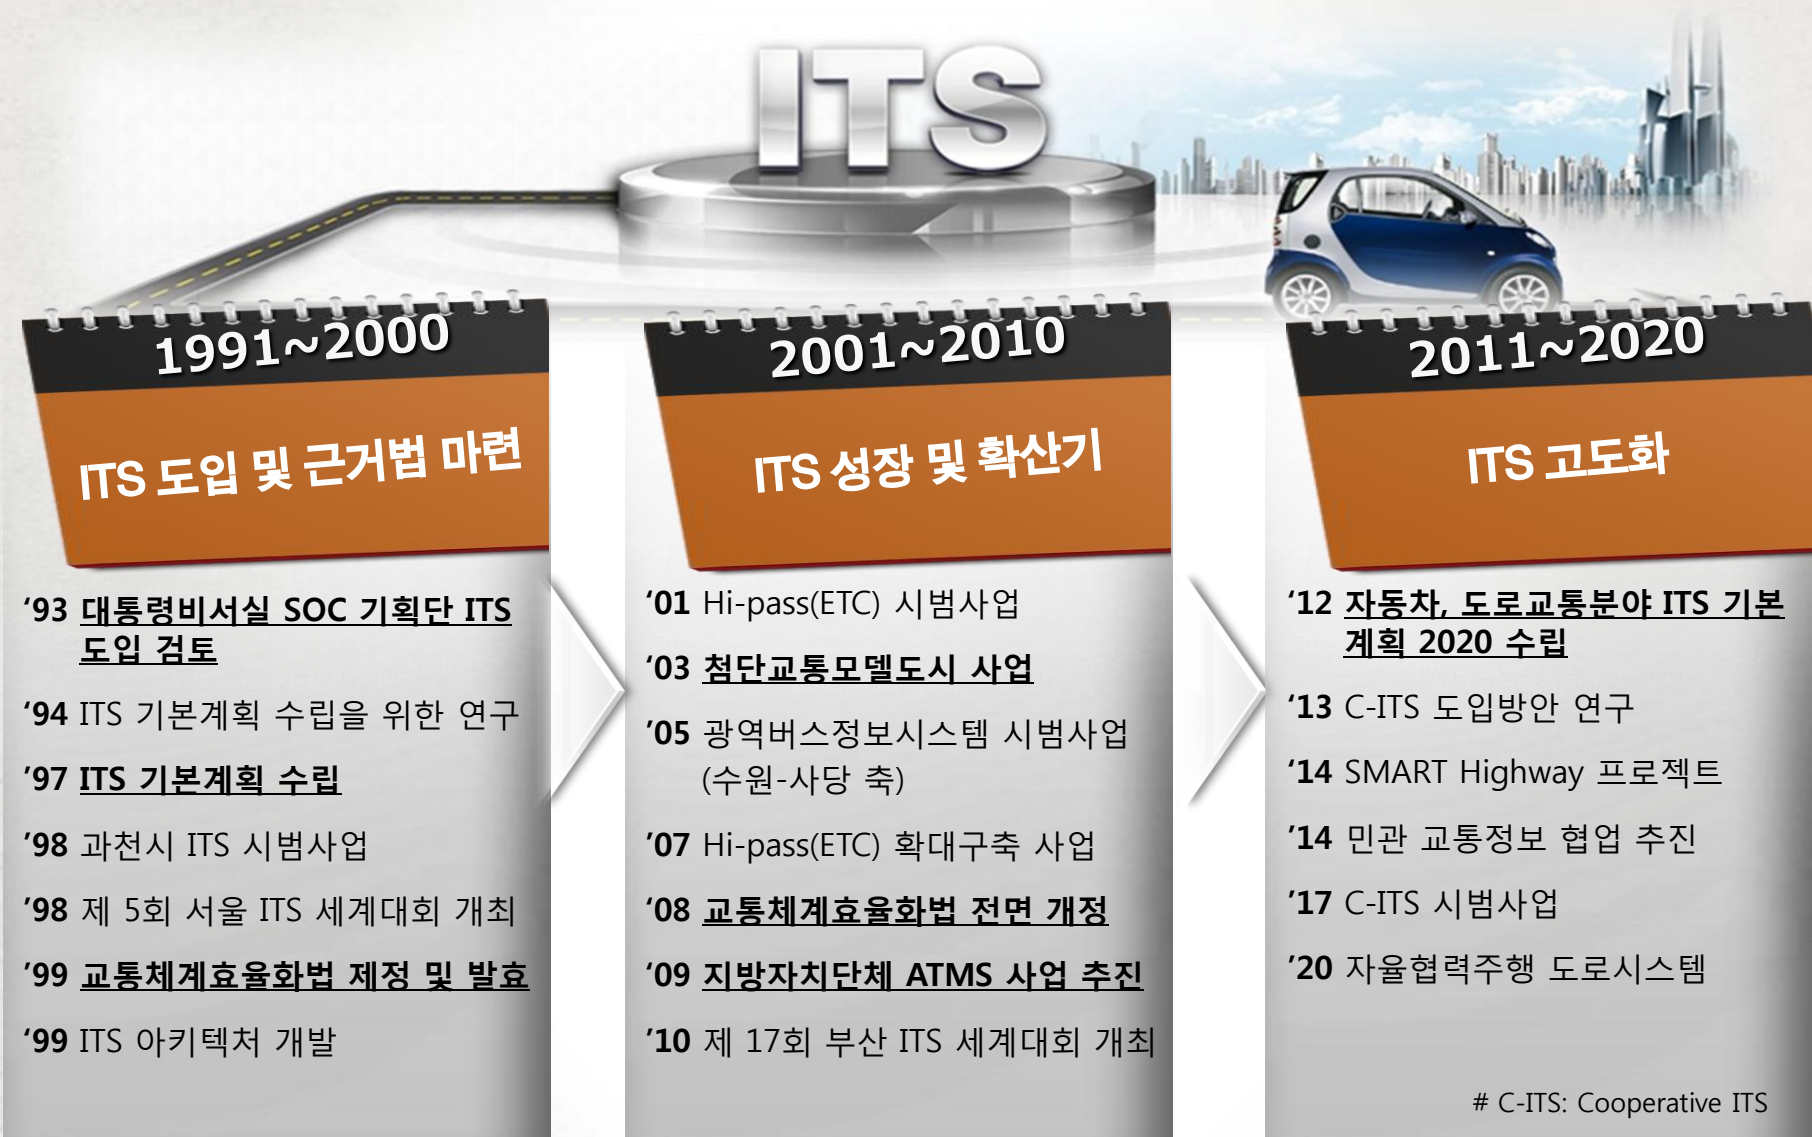 ITS
1991~2000
ITS 도입 및 근거법 마련
‘93 대통령비서실 SOC 기획단 ITS
도입 검토
‘94 ITS 기본계획 수립을 위한 연구
’97 ITS 기본계획 수립
’98 과천시 ITS 시범사업
’98 제 5회 서울 ITS 세계대회 개최
’99 교통체계효율화법 제정 및 발효
‘99 ITS 아키텍처 개발
2001~2010
ITS 성장 및 확산기
‘01 Hi-pass(ETC) 시범사업
‘03 첨단교통모델도시 사업
’05 광역버스정보시스템 시범사업
(수원-사당 축)
’07 Hi-pass(ETC) 확대구축 사업
‘08 교통체계효율화법 전면 개정
‘09 지방자치단체 ATMS 사업 추진
’10 제 17회 부산 ITS 세계대회 개최
2011~2020
ITS 고도화
‘12 자동차, 도로교통분야 ITS 기본
계획 2020 수립
‘13 C-ITS 도입방안 연구
‘14 SMART Highway 프로젝트
’14 민관 교통정보 협업 추진
’17 C-ITS 시범사업
‘20 자율협력주행 도로시스템
# C-ITS: Cooperative ITS